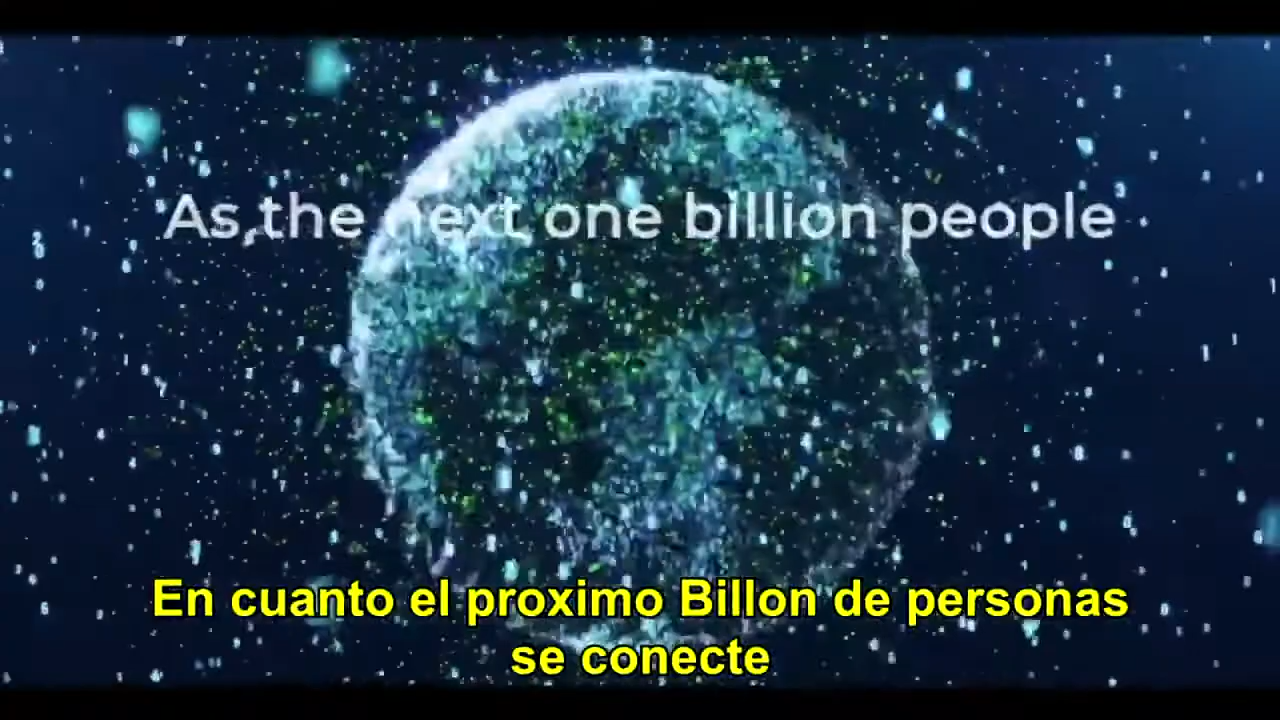 As the next one billion people
En cuanto el proximo Billon de personas
se conecte